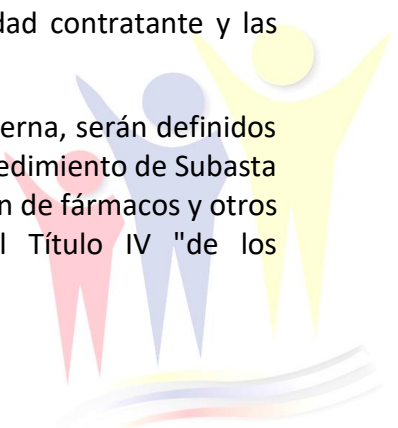 dad contratante y las
erna, serán definidos
edimiento de Subasta
n de fármacos y otros
l Título IV "de los